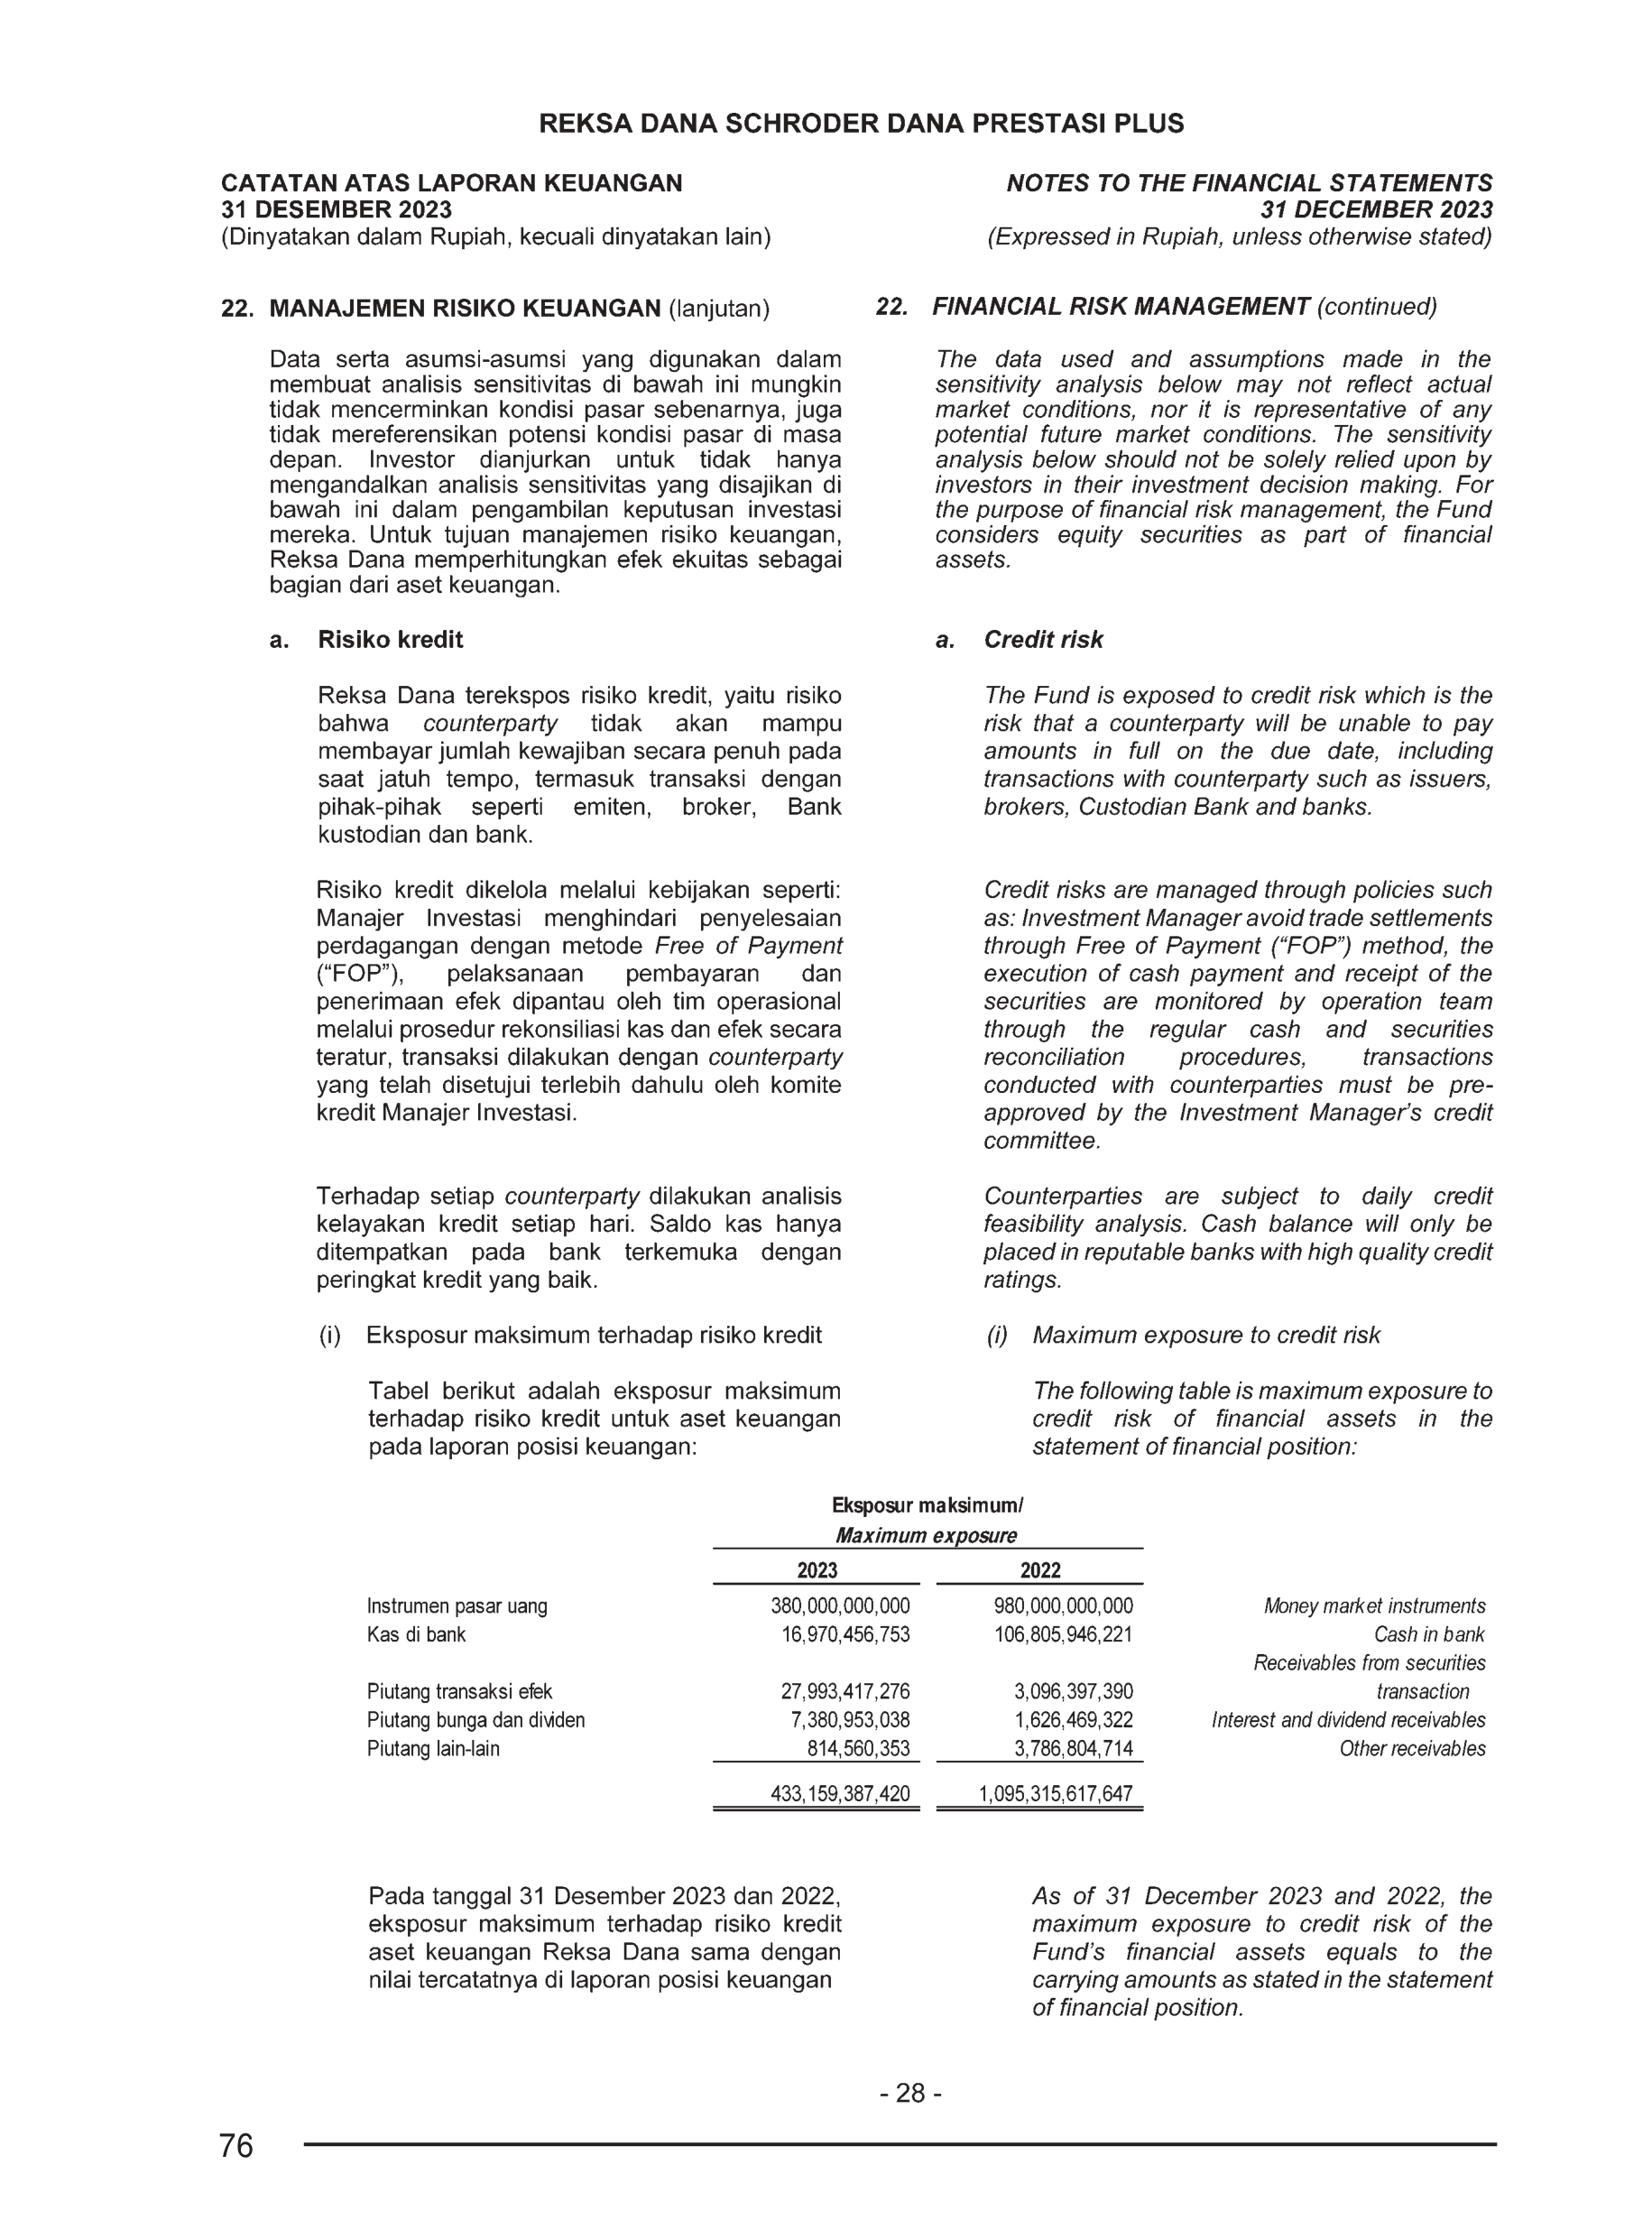 REKSA DANA SCHRODER DANA PRESTASI PLUS
CATATAN ATAS LAPORAN KEUANGAN
31 DESEMBER 2023
(Dinyatakan dalam Rupiah, kecuali dinyatakan lain)
NOTES TO THE FINANCIAL STATEMENTS
31 DECEMBER 2023
(Expressed in Rupiah, unless otherwise stated)
22. MANAJEMEN RISIKO KEUANGAN (lanjutan)
Data serta asumsi-asumsi yang digunakan dalam
membuat analisis sensitivitas di bawah ini mungkin
tidak mencerminkan kondisi pasar sebenarnya, juga
tidak mereferensikan potensi kondisi pasar di masa
depan. Investor dianjurkan untuk tidak hanya
mengandalkan analisis sensitivitas yang disajikan di
bawah ini dalam pengambilan keputusan investasi
mereka. Untuk tujuan manajemen risiko keuangan,
Reksa Dana memperhitungkan efek ekuitas sebagai
bagian dari aset keuangan.
22. FINANCIAL RISK MANAGEMENT (continued)
The data used and assumptions made in the
sensitivity analysis below may not reflect actual
market conditions, nor it is representative of any
potential future market conditions. The sensitivity
analysis below should not be solely relied upon by
investors in their investment decision making. For
the purpose of financial risk management, the Fund
considers equity securities as part of financial
assets.
a. Risiko kredit
Reksa Dana terekspos risiko kredit, yaitu risiko
bahwa counterparty tidak akan mampu
membayar jumlah kewajiban secara penuh pada
saat jatuh tempo, termasuk transaksi dengan
pihak-pihak seperti emiten, broker, Bank
kustodian dan bank.
a. Credit risk
The Fund is exposed to credit risk which is the
risk that a counterparty will be unable to pay
amounts in full on the due date, including
transactions with counterparty such as issuers,
brokers, Custodian Bank and banks.
Risiko kredit dikelola melalui kebijakan seperti:
Manajer Investasi menghindari penyelesaian
perdagangan dengan metode Free of Payment
(“FOP”), pelaksanaan pembayaran dan
penerimaan efek dipantau oleh tim operasional
melalui prosedur rekonsiliasi kas dan efek secara
teratur, transaksi dilakukan dengan counterparty
yang telah disetujui terlebih dahulu oleh komite
kredit Manajer Investasi.
Credit risks are managed through policies such
as: Investment Manager avoid trade settlements
through Free of Payment (“FOP”) method, the
execution of cash payment and receipt of the
securities are monitored by operation team
through the regular cash and securities
reconciliation procedures, transactions
conducted with counterparties must be pre-
approved by the Investment Manager’s credit
committee.
Terhadap setiap counterparty dilakukan analisis
kelayakan kredit setiap hari. Saldo kas hanya
ditempatkan pada bank terkemuka dengan
peringkat kredit yang baik.
Counterparties are subject to daily credit
feasibility analysis. Cash balance will only be
placed in reputable banks with high quality credit
ratings.
(i) Eksposur maksimum terhadap risiko kredit
Tabel berikut adalah eksposur maksimum
terhadap risiko kredit untuk aset keuangan
pada laporan posisi keuangan:
(i) Maximum exposure to credit risk
The following table is maximum exposure to
credit risk of financial assets in the
statement of financial position:
Eksposur maksimum/
Maximum exposure
2023 2022
Instrumen pasar uang 380,000,000,000 980,000,000,000 Money market instruments
Kas di bank 16,970,456,753 106,805,946,221 Cash in bank
Receivables from securities
Piutang transaksi efek 27,993,417,276 3,096,397,390 transaction
Piutang bunga dan dividen 7,380,953,038 1,626,469,322 Interest and dividend receivables
Piutang lain-lain 814,560,353 3,786,804,714 Other receivables
433,159,387,420 1,095,315,617,647
Pada tanggal 31 Desember 2023 dan 2022,
eksposur maksimum terhadap risiko kredit
aset keuangan Reksa Dana sama dengan
nilai tercatatnya di laporan posisi keuangan
As of 31 December 2023 and 2022, the
maximum exposure to credit risk of the
Fund’s financial assets equals to the
carrying amounts as stated in the statement
of financial position.
- 28 -
76